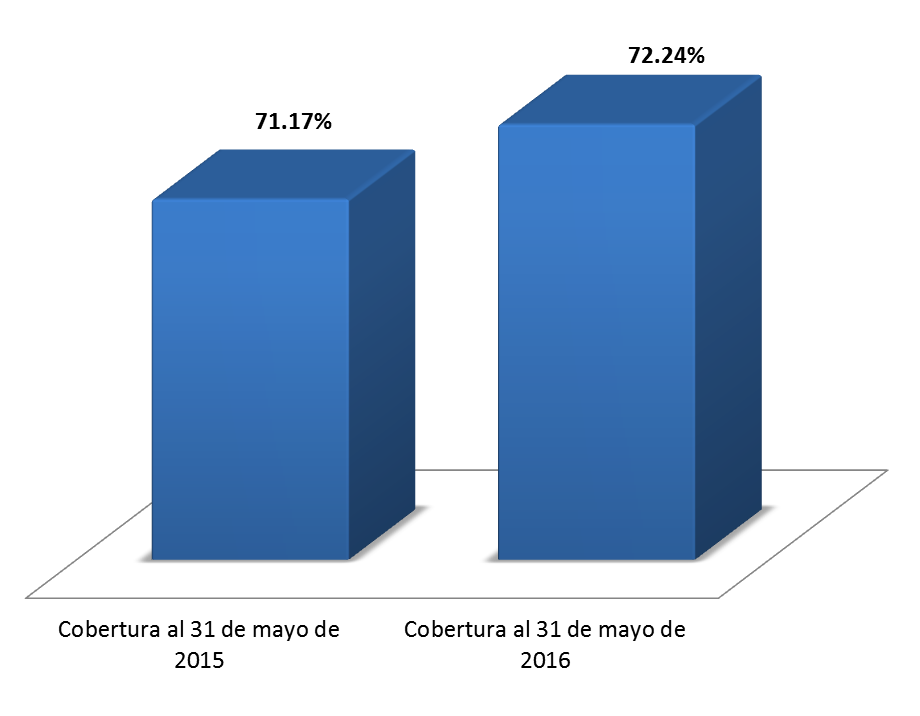 72.24%
71.17%
Cobertura al 31 de mayo de
2015
Cobertura al 31 de mayo de
2016